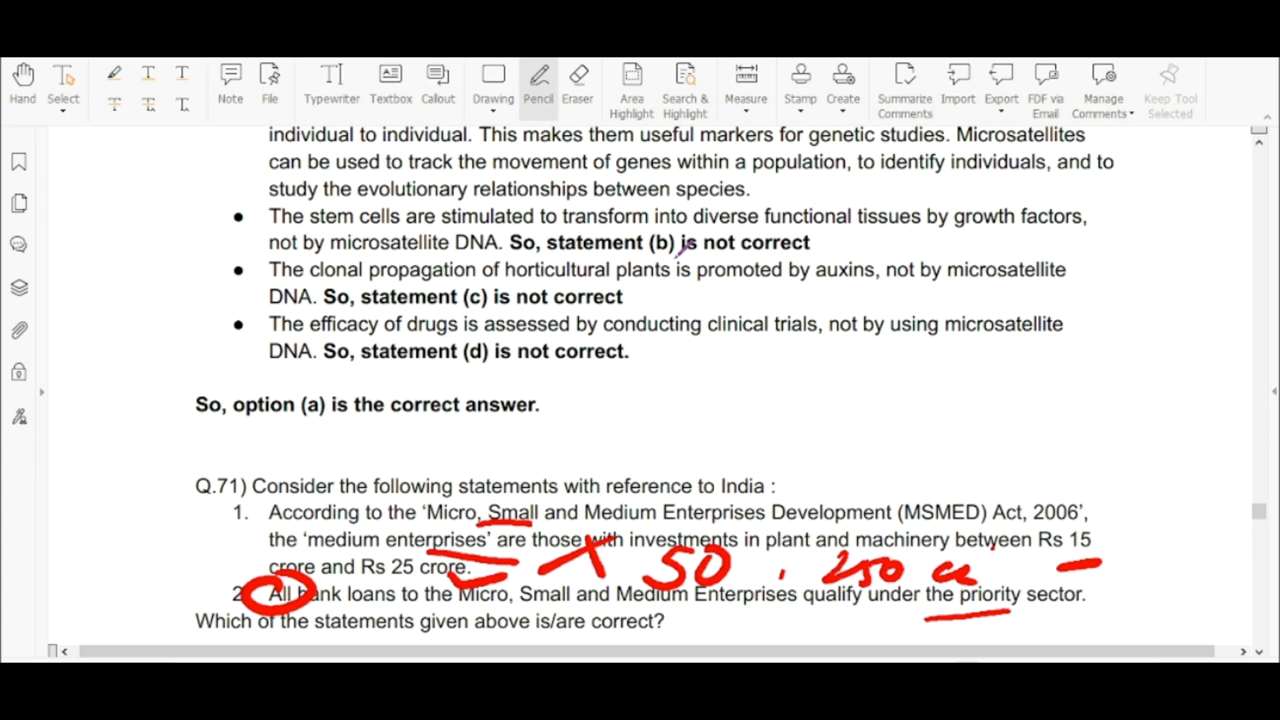 Hand Select Note File Typewriter Textbox Callout Drawing Pencil Eraser Area Highlight Search & Highlight Measure Stamp Create Summarize Comments Import Export FDF via Email Manage Comments Keep Tool Selected
individual to individual. This makes them useful markers for genetic studies. Microsatellites
can be used to track the movement of genes within a population, to identify individuals, and to
study the evolutionary relationships between species.
● The stem cells are stimulated to transform into diverse functional tissues by growth factors,
not by microsatellite DNA. So, statement (b) is not correct
● The clonal propagation of horticultural plants is promoted by auxins, not by microsatellite
DNA. So, statement (c) is not correct
● The efficacy of drugs is assessed by conducting clinical trials, not by using microsatellite
DNA. So, statement (d) is not correct.
So, option (a) is the correct answer.
Q.71) Consider the following statements with reference to India :
1. According to the ‘Micro, Small and Medium Enterprises Development (MSMED) Act, 2006’,
the ‘medium enterprises’ are those with investments in plant and machinery between Rs 15
crore and Rs 25 crore.
50 , 250 cr
2. All bank loans to the Micro, Small and Medium Enterprises qualify under the priority sector.
Which of the statements given above is/are correct?